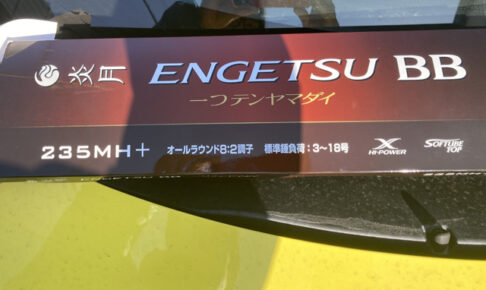 炎月 ENGETSU BB
一つテンヤマダイ
235MH+ オールラウンド8:2調子 標準錘負荷:3~18号 X HI-POWER SOFTUBE TOP